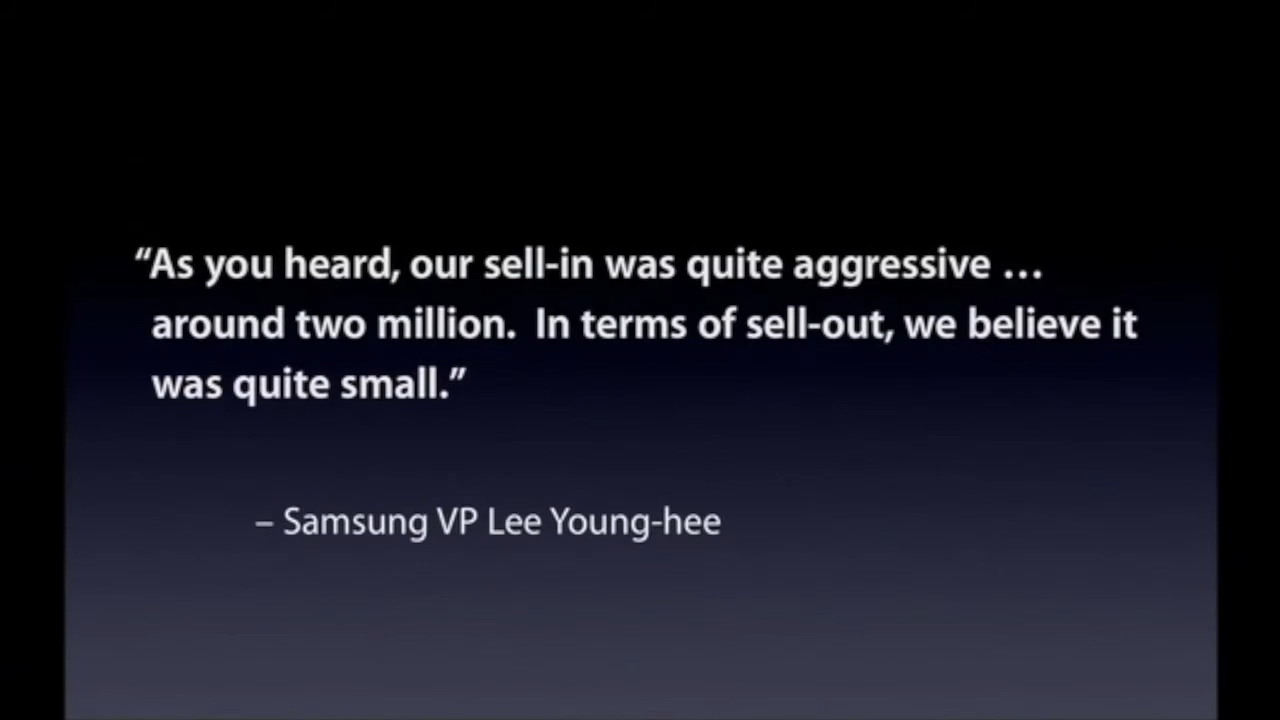 “As you heard, our sell-in was quite aggressive …
around two million.  In terms of sell-out, we believe it
was quite small.”
– Samsung VP Lee Young-hee